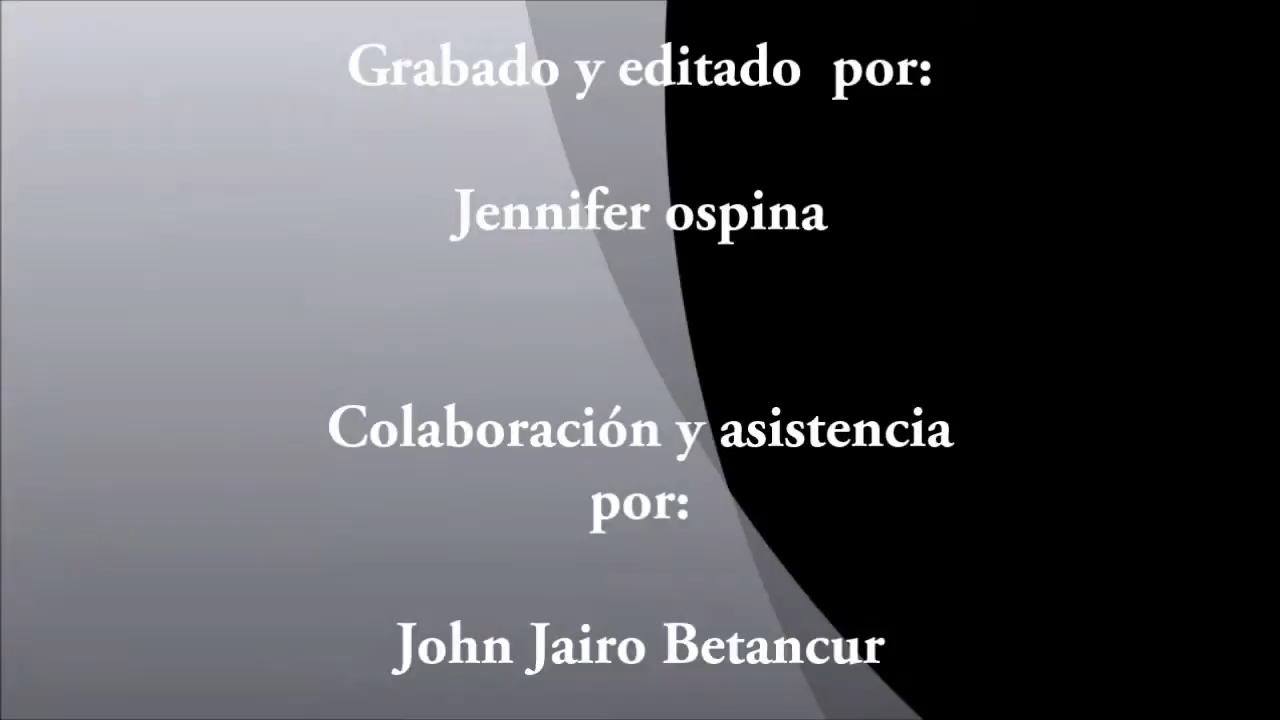 Grabado y editado  por:
Jennifer ospina
Colaboración y asistencia
por:
John Jairo Betancur